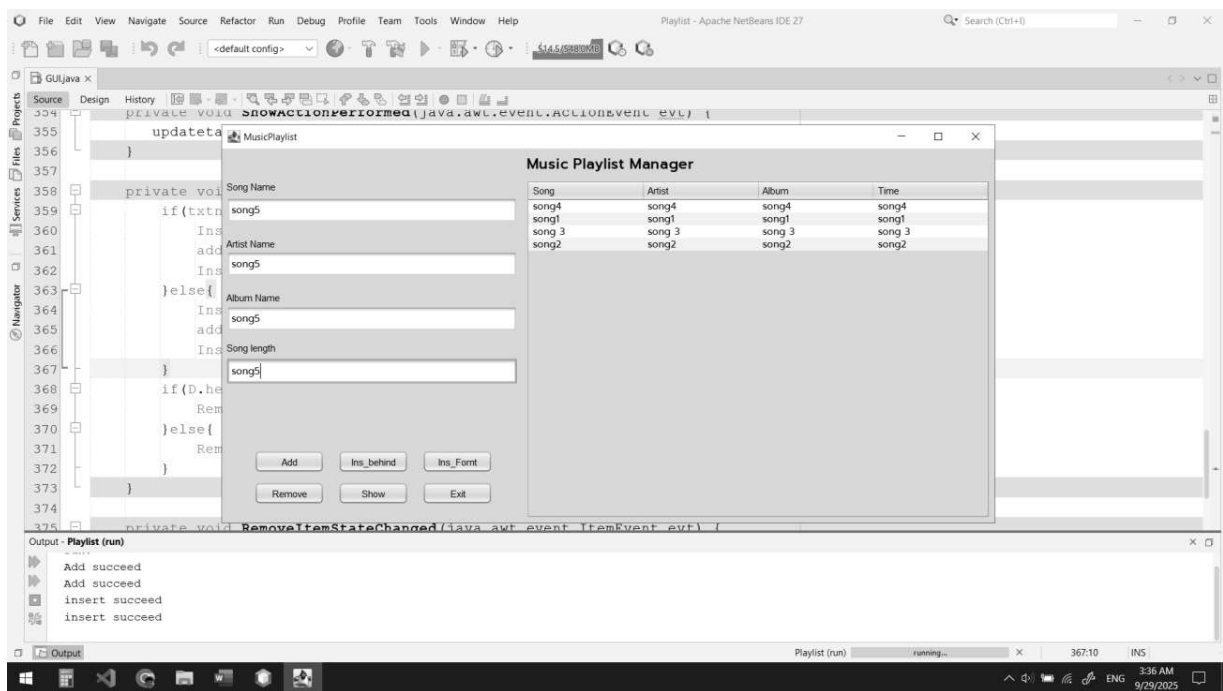 File Edit View Navigate Source Refactor Run Debug Profile Team Tools Window Help Playlist - Apache NetBeans IDE 27 Search (Ctrl+I)
<default config>
GUI.java ×
Source Design History
Projects
Files
Services
Navigator
354 private void ShowActionPerformed(java.awt.event.ActionEvent evt) {
355 updateta
356 }
357
358 private voi
359 if(txtn
360 Ins
361 add
362 Ins
363 }else{
364 Ins
365 add
366 Ins
367 }
368 if(D.he
369 Rem
370 }else{
371 Rem
372 }
373 }
374
375 private void RemoveItemStateChanged(java.awt.event.ItemEvent evt) {
MusicPlaylist
Music Playlist Manager
Song Name
song5
Artist Name
song5
Album Name
song5
Song length
song5
Add Ins_behind Ins_Fornt
Remove Show Exit
Song Artist Album Time
song4 song4 song4 song4
song1 song1 song1 song1
song 3 song 3 song 3 song 3
song2 song2 song2 song2
Output - Playlist (run)
Add succeed
Add succeed
insert succeed
insert succeed
Output Playlist (run) running... 367:10 INS
ENG 3:36 AM
9/29/2025